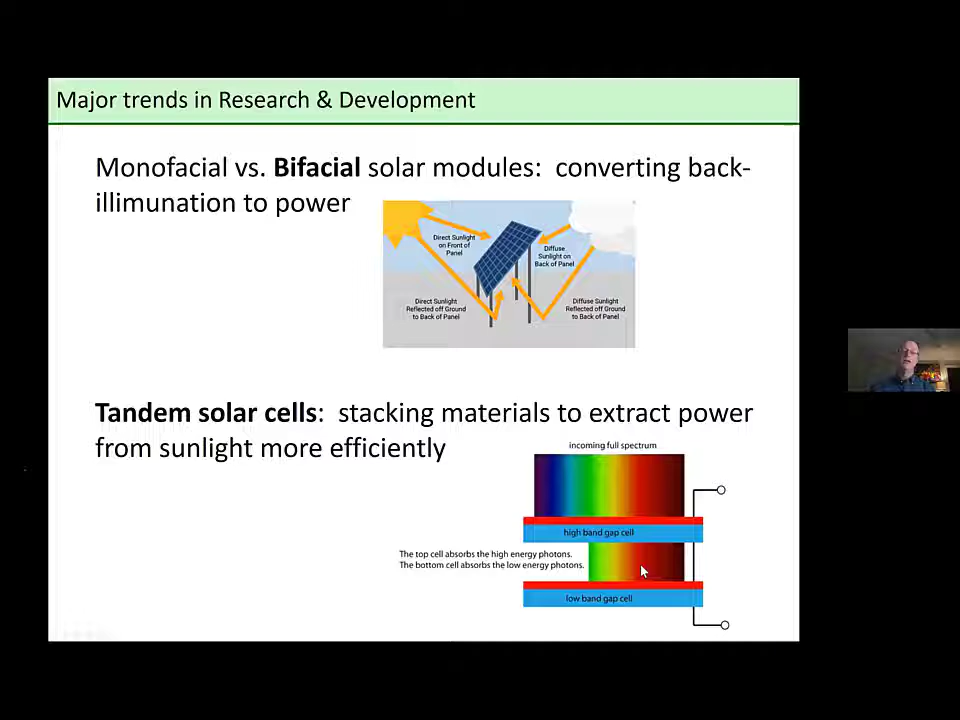 Major trends in Research & Development
Monofacial vs. Bifacial solar modules: converting back-
illimunation to power
Direct Sunlight
on Front of
Panel
Diffuse
Sunlight on
Back of Panel
Direct Sunlight
Reflected off Ground
to Back of Panel
Diffuse Sunlight
Reflected off Ground
to Back of Panel
Tandem solar cells: stacking materials to extract power
from sunlight more efficiently
incoming full spectrum
high band gap cell
The top cell absorbs the high energy photons.
The bottom cell absorbs the low energy photons.
low band gap cell